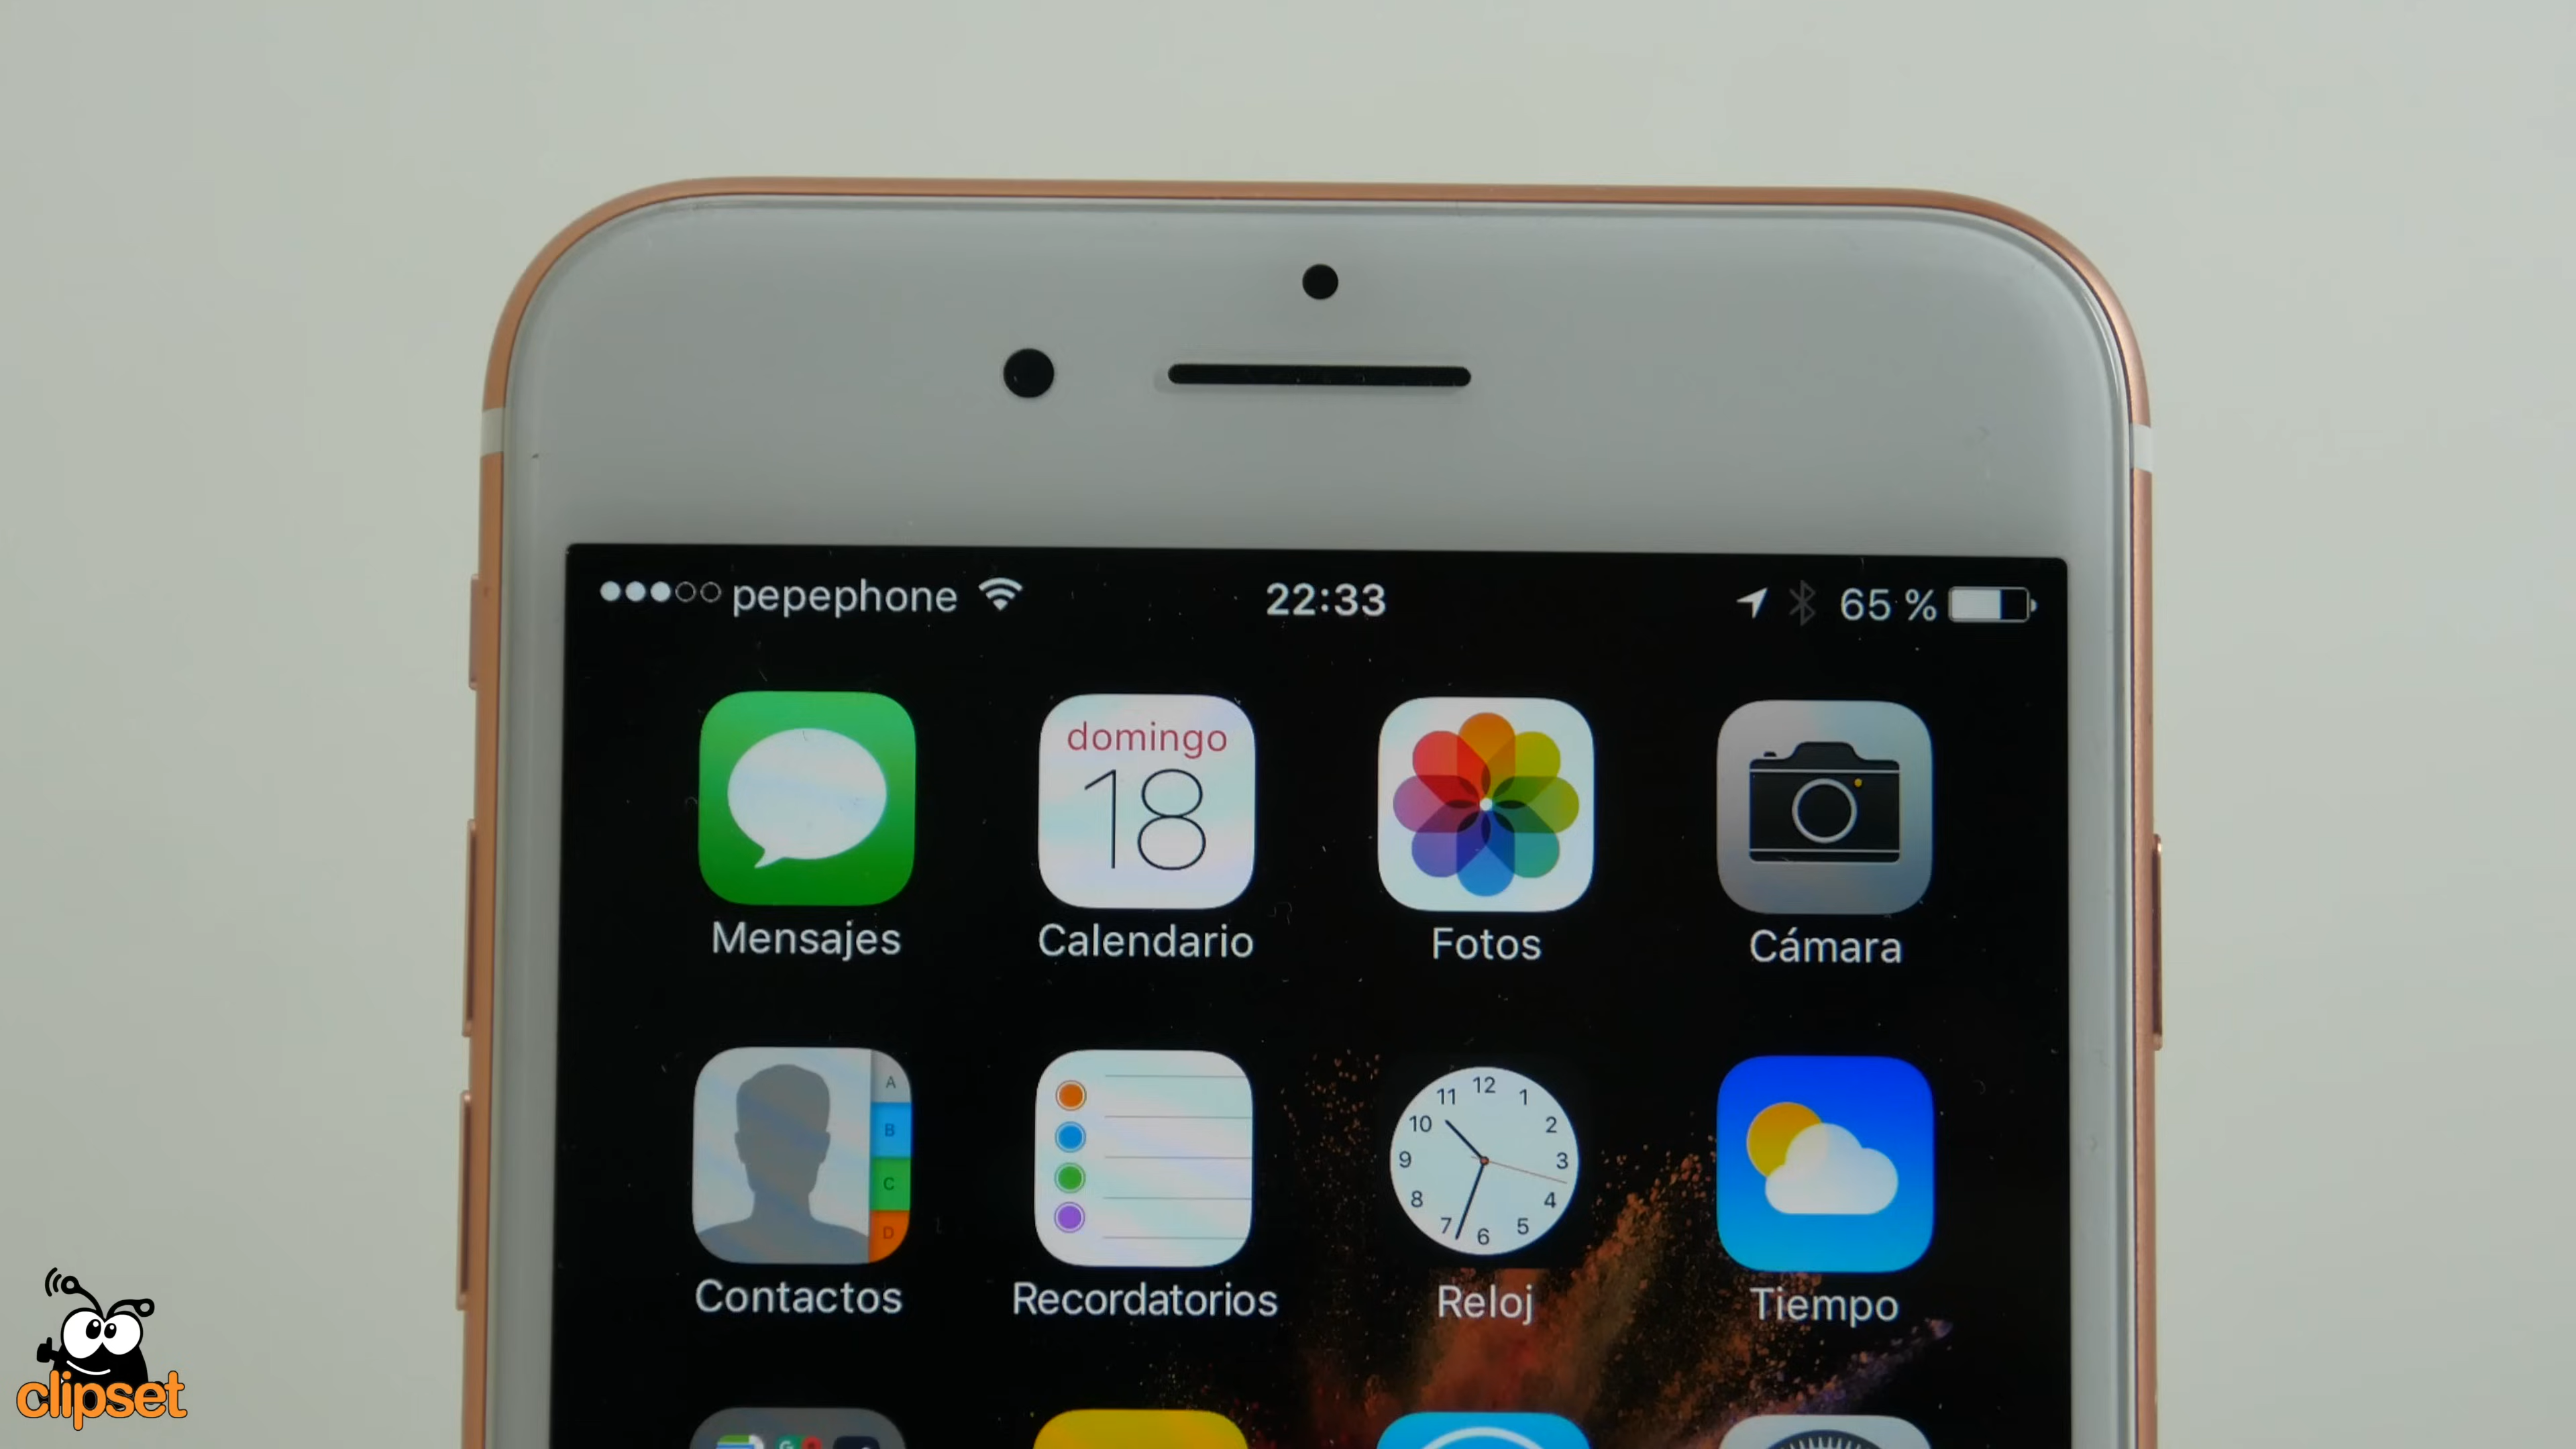 pepephone 22:33 65 %
domingo
18
Mensajes Calendario Fotos Cámara
A
B
C
D
12
11 1
10 2
9 3
8 4
7 5
6
Contactos Recordatorios Reloj Tiempo
clipset